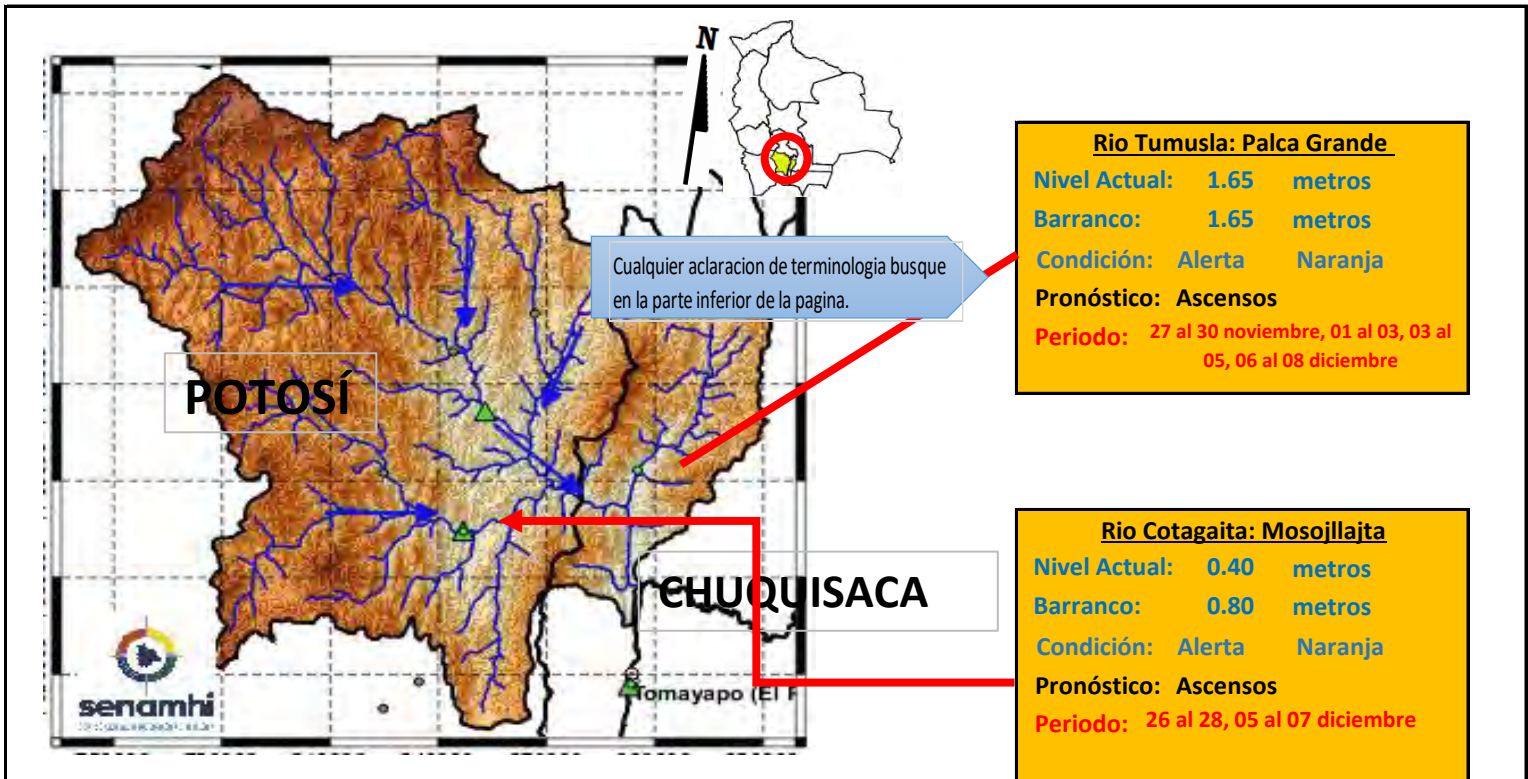 N
Cualquier aclaracion de terminologia busque
en la parte inferior de la pagina.
POTOSÍ
CHUQUISACA
Tomayapo (El
senamhi
Rio Tumusla: Palca Grande
Nivel Actual: 1.65 metros
Barranco: 1.65 metros
Condición: Alerta Naranja
Pronóstico: Ascensos
Periodo: 27 al 30 noviembre, 01 al 03, 03 al
05, 06 al 08 diciembre
Rio Cotagaita: Mosojllajta
Nivel Actual: 0.40 metros
Barranco: 0.80 metros
Condición: Alerta Naranja
Pronóstico: Ascensos
Periodo: 26 al 28, 05 al 07 diciembre